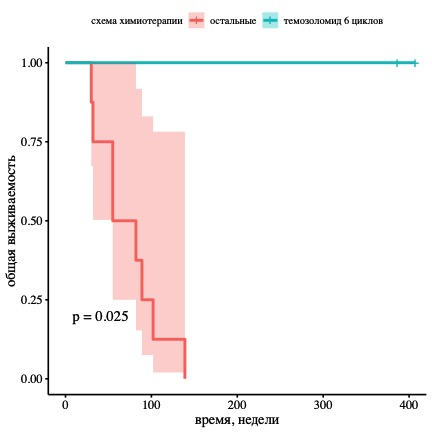 схема химиотерапии остальные темозоломид 6 циклов
1.00
0.75
0.50
0.25
0.00
общая выживаемость
p = 0.025
0 100 200 300 400
время, недели